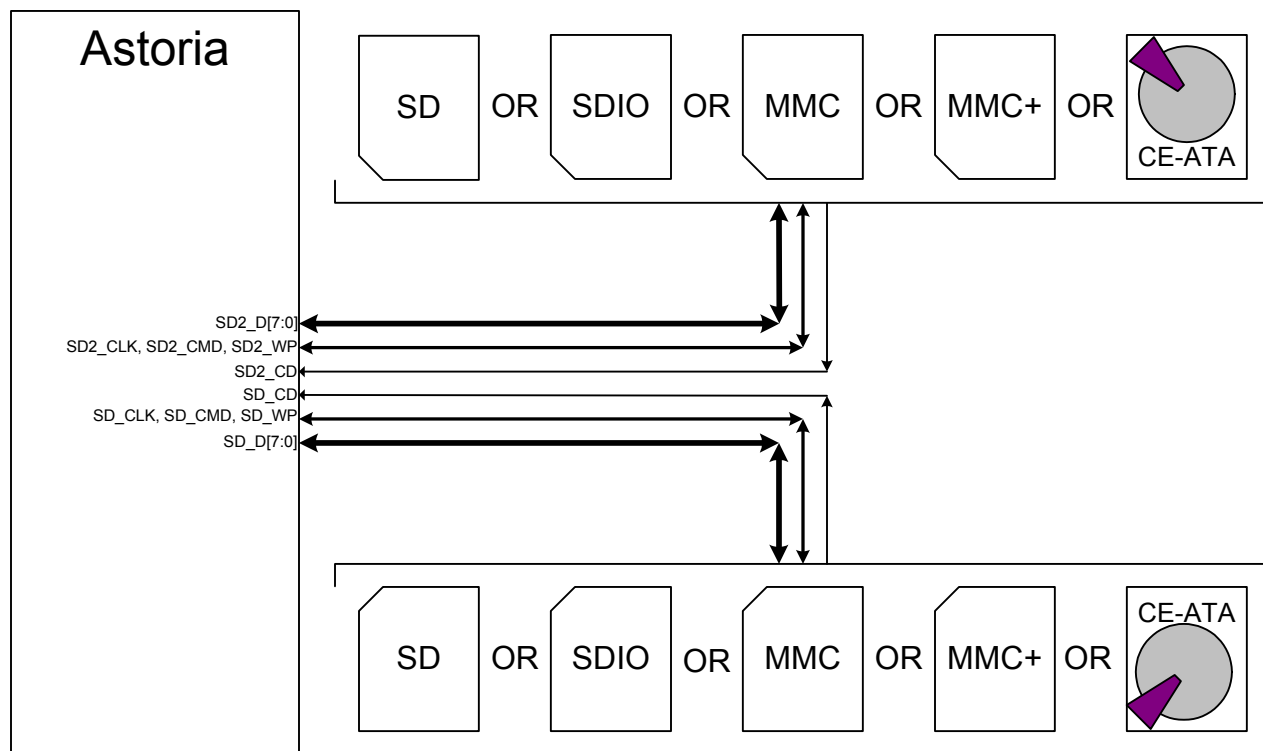 Astoria
SD OR SDIO OR MMC OR MMC+ OR CE-ATA
SD2_D[7:0]
SD2_CLK, SD2_CMD, SD2_WP
SD2_CD
SD_CD
SD_CLK, SD_CMD, SD_WP
SD_D[7:0]
SD OR SDIO OR MMC OR MMC+ OR CE-ATA